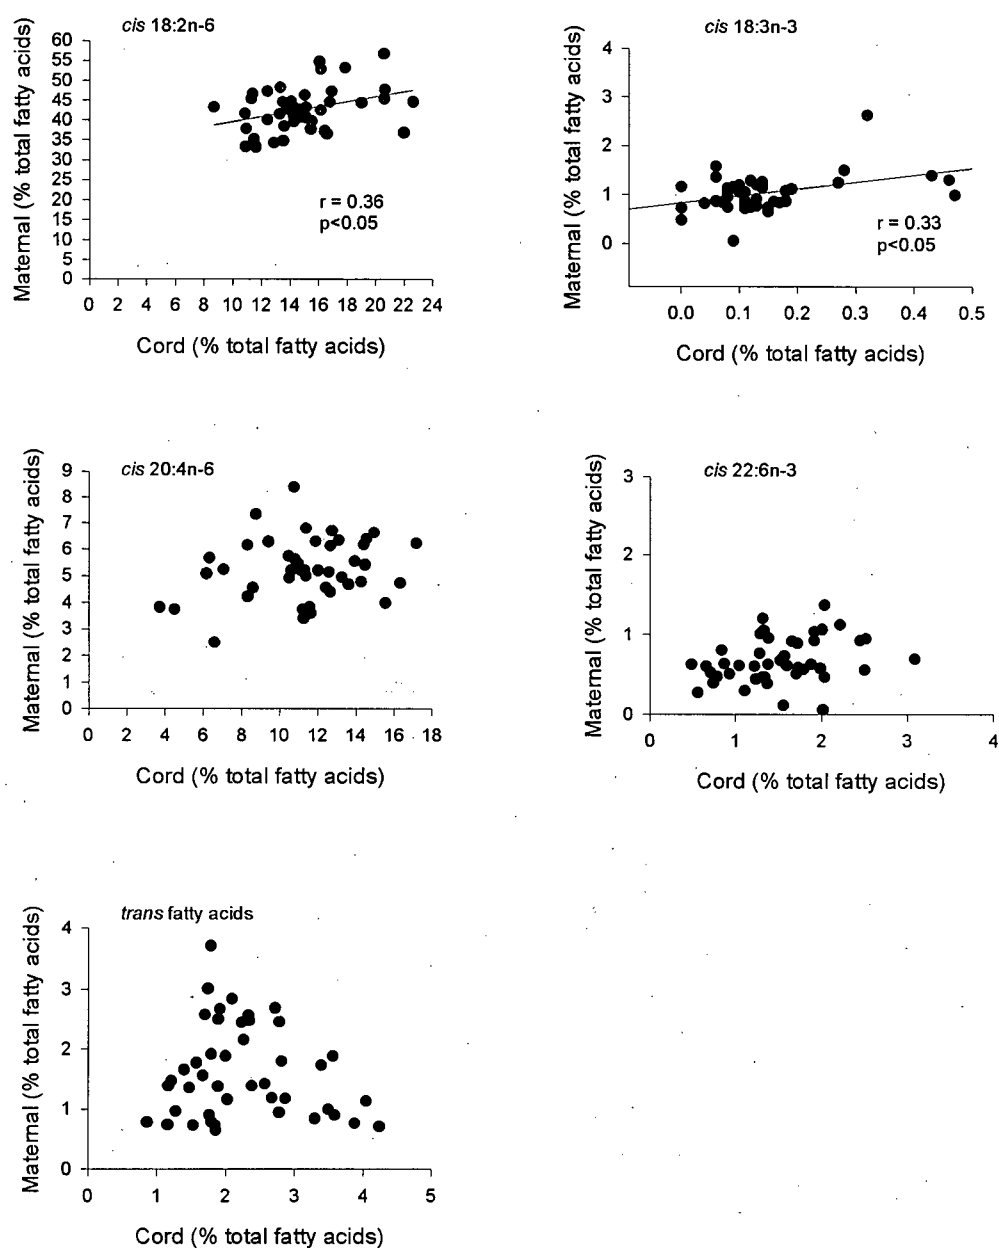 cis 18:2n-6
Maternal (% total fatty acids)
60
55
50
45
40
35
30
25
20
15
10
5
0
r = 0.36
p<0.05
0 2 4 6 8 10 12 14 16 18 20 22 24
Cord (% total fatty acids)
cis 18:3n-3
Maternal (% total fatty acids)
4
3
2
1
0
r = 0.33
p<0.05
0.0 0.1 0.2 0.3 0.4 0.5
Cord (% total fatty acids)
cis 20:4n-6
Maternal (% total fatty acids)
9
8
7
6
5
4
3
2
1
0
0 2 4 6 8 10 12 14 16 18
Cord (% total fatty acids)
cis 22:6n-3
Maternal (% total fatty acids)
3
2
1
0
0 1 2 3 4
Cord (% total fatty acids)
trans fatty acids
Maternal (% total fatty acids)
4
3
2
1
0
0 1 2 3 4 5
Cord (% total fatty acids)